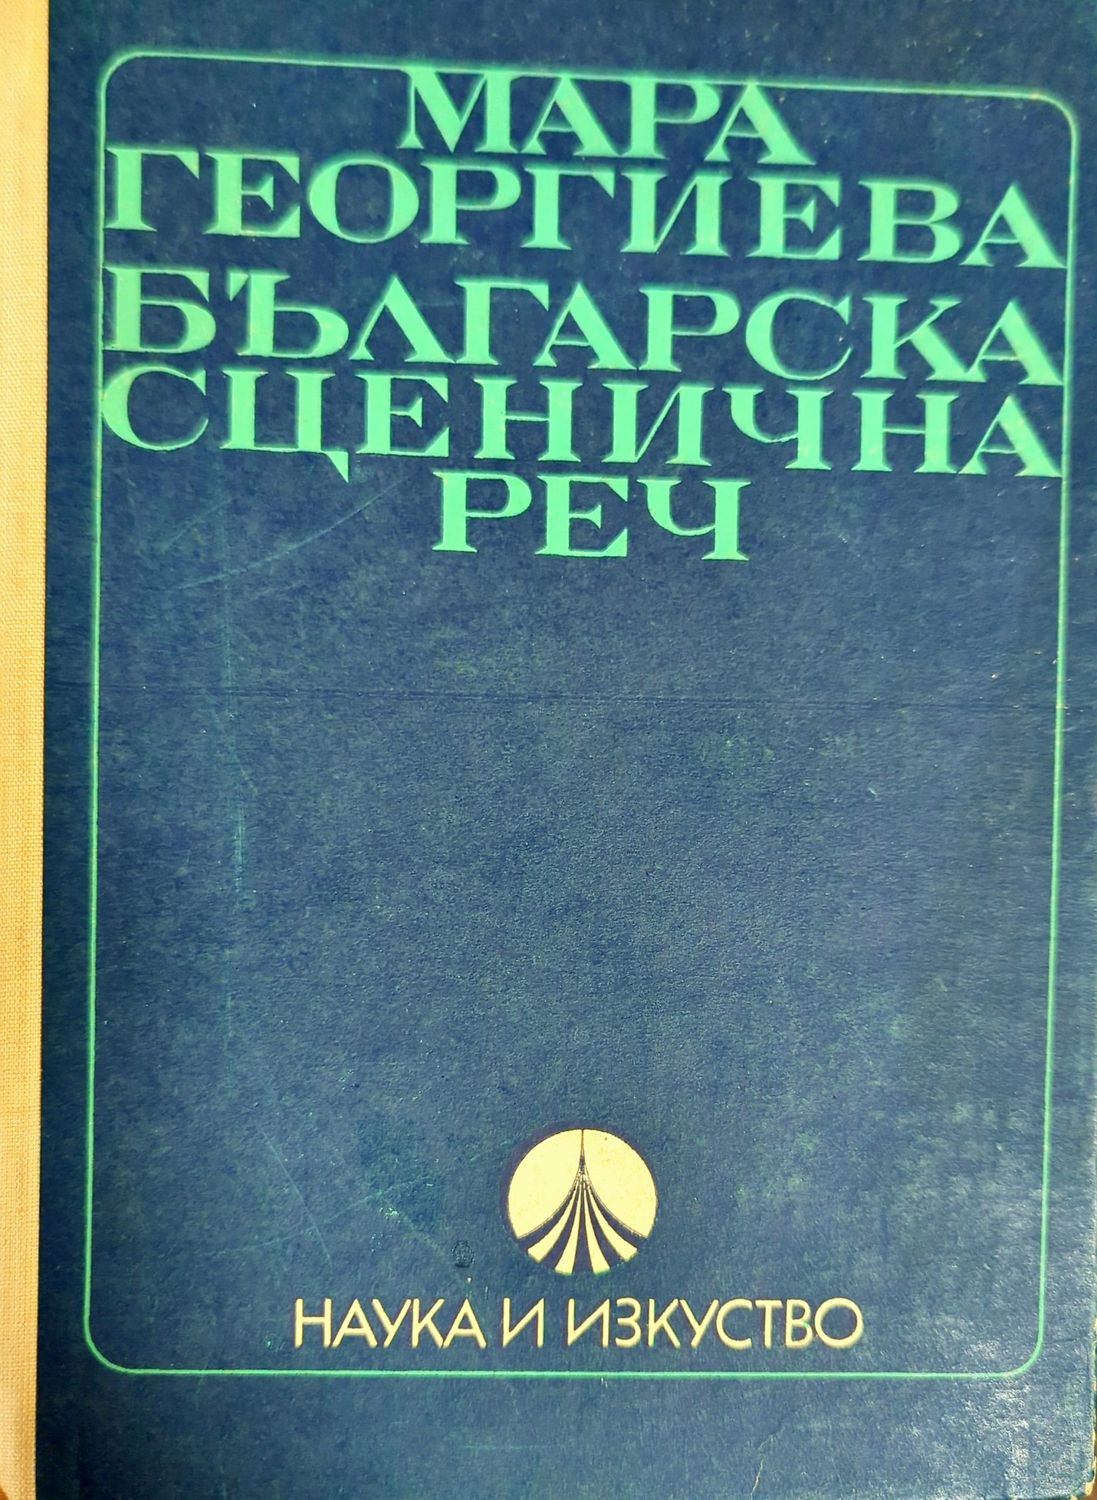 МАРА
ГЕОРГИЕВА
БЪЛГАРСКА
СЦЕНИЧНА
РЕЧ
НАУКА И ИЗКУСТВО